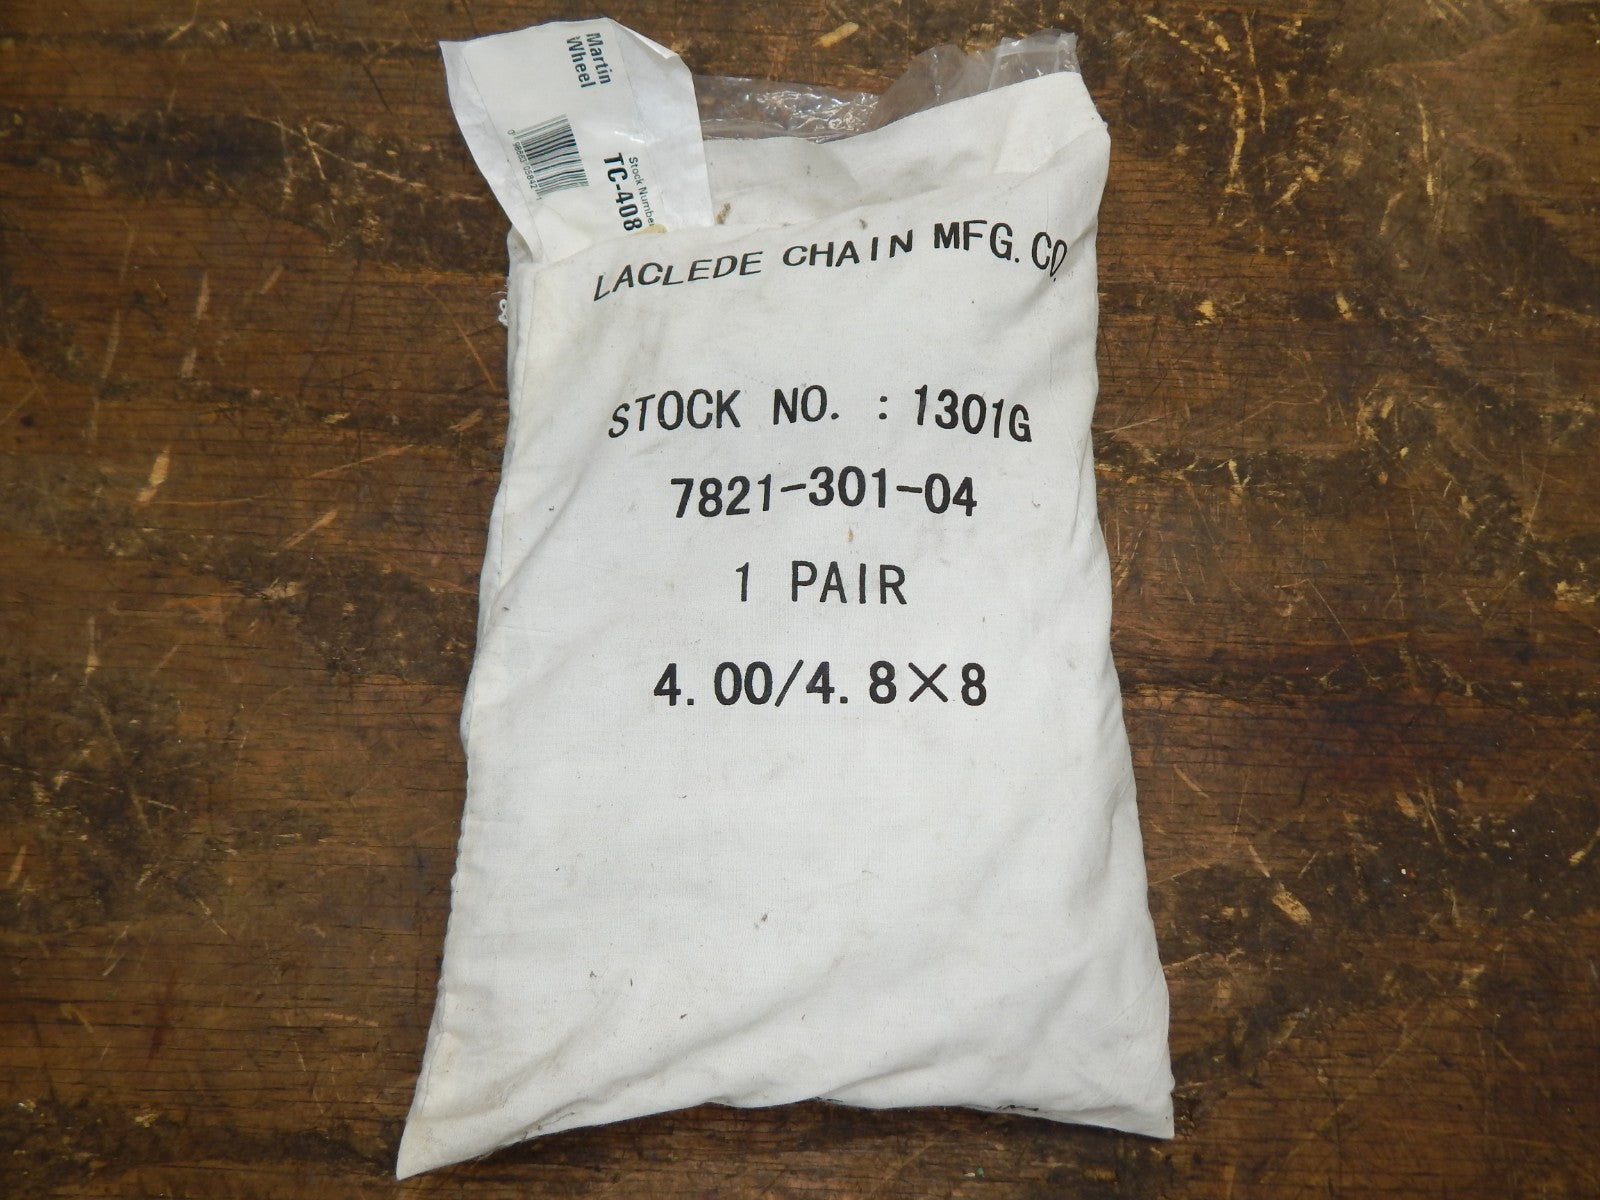 Martin
Wheel
Stock Number
TC-408
LACLEDE CHAIN MFG. CO
STOCK NO. : 1301G
7821-301-04
1 PAIR
4.00/4.8×8